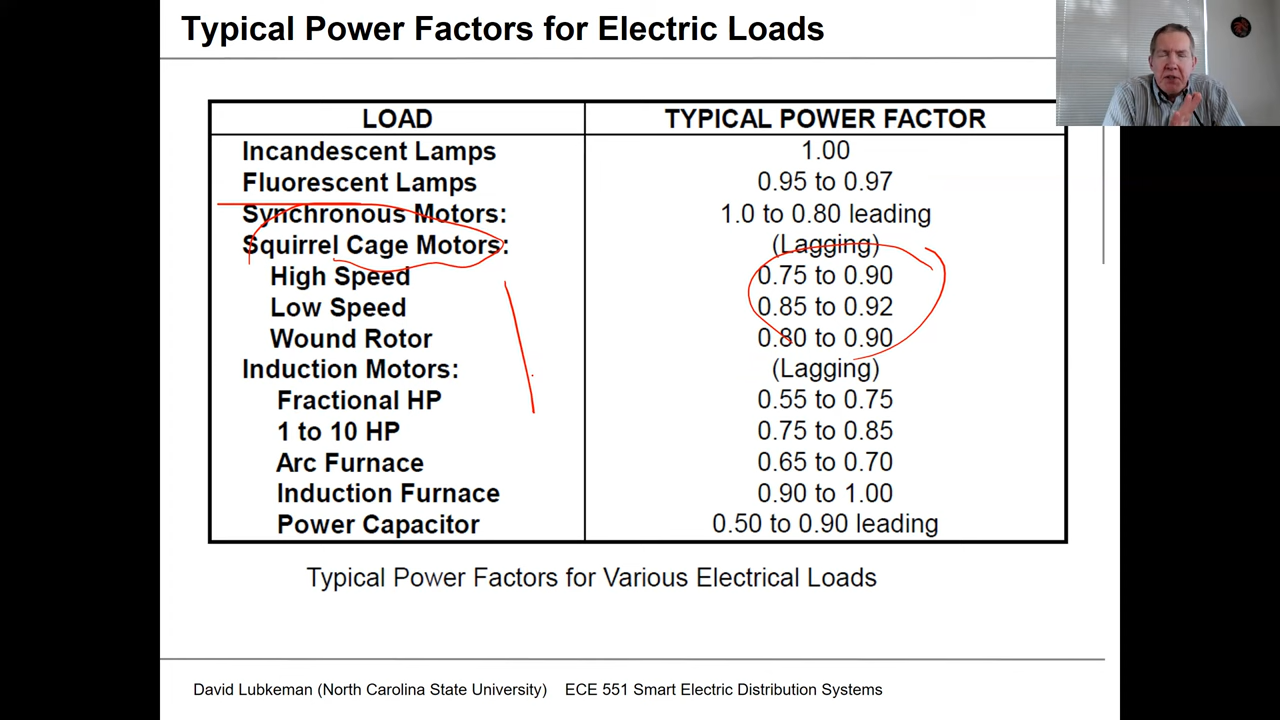 Typical Power Factors for Electric Loads
LOAD TYPICAL POWER FACTOR
Incandescent Lamps 1.00
Fluorescent Lamps 0.95 to 0.97
Synchronous Motors: 1.0 to 0.80 leading
Squirrel Cage Motors: (Lagging)
High Speed 0.75 to 0.90
Low Speed 0.85 to 0.92
Wound Rotor 0.80 to 0.90
Induction Motors: (Lagging)
Fractional HP 0.55 to 0.75
1 to 10 HP 0.75 to 0.85
Arc Furnace 0.65 to 0.70
Induction Furnace 0.90 to 1.00
Power Capacitor 0.50 to 0.90 leading
Typical Power Factors for Various Electrical Loads
David Lubkeman (North Carolina State University) ECE 551 Smart Electric Distribution Systems